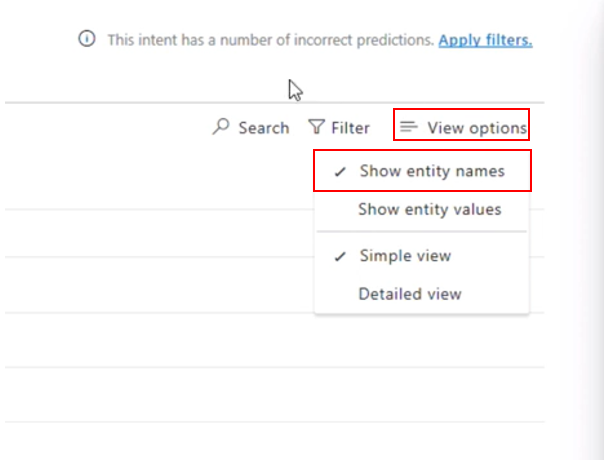 This intent has a number of incorrect predictions. Apply filters.
Search Filter View options
Show entity names
Show entity values
Simple view
Detailed view